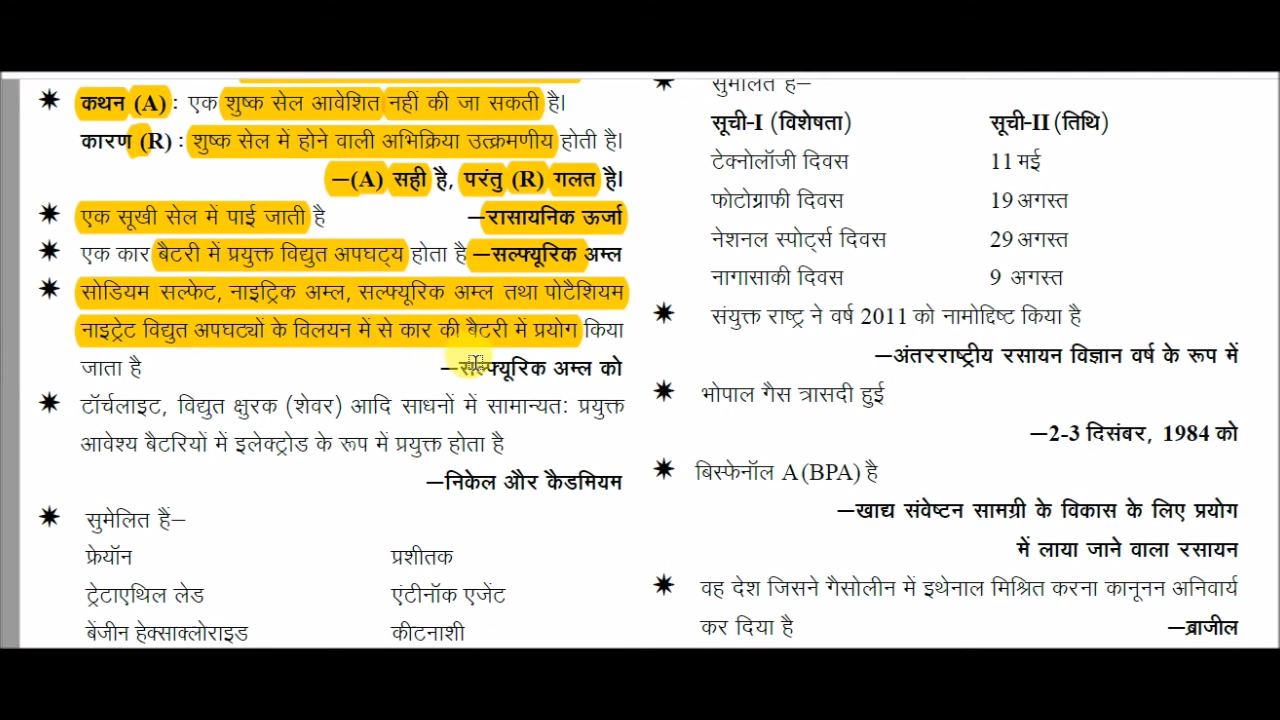 ✷ कथन (A) : एक शुष्क सेल आवेशित नहीं की जा सकती है।
कारण (R) : शुष्क सेल में होने वाली अभिक्रिया उत्क्रमणीय होती है।
–(A) सही है, परंतु (R) गलत है।
✷ एक सूखी सेल में पाई जाती है –रासायनिक ऊर्जा
✷ एक कार बैटरी में प्रयुक्त विद्युत अपघट्य होता है –सल्फ्यूरिक अम्ल
✷ सोडियम सल्फेट, नाइट्रिक अम्ल, सल्फ्यूरिक अम्ल तथा पोटैशियम
नाइट्रेट विद्युत अपघट्यों के विलयन में से कार की बैटरी में प्रयोग किया
जाता है –सल्फ्यूरिक अम्ल को
✷ टॉर्चलाइट, विद्युत क्षुरक (शेवर) आदि साधनों में सामान्यत: प्रयुक्त
आवेश्य बैटरियों में इलेक्ट्रोड के रूप में प्रयुक्त होता है
–निकेल और कैडमियम
✷ सुमेलित हैं–
फ्रेयॉन प्रशीतक
ट्रेटाएथिल लेड एंटीनॉक एजेंट
बेंजीन हेक्साक्लोराइड कीटनाशी
✷ सुमेलित हैं–
सूची-I (विशेषता) सूची-II (तिथि)
टेक्नोलॉजी दिवस 11 मई
फोटोग्राफी दिवस 19 अगस्त
नेशनल स्पोर्ट्स दिवस 29 अगस्त
नागासाकी दिवस 9 अगस्त
✷ संयुक्त राष्ट्र ने वर्ष 2011 को नामोद्दिष्ट किया है
–अंतरराष्ट्रीय रसायन विज्ञान वर्ष के रूप में
✷ भोपाल गैस त्रासदी हुई
–2-3 दिसंबर, 1984 को
✷ बिस्फेनॉल A (BPA) है
–खाद्य संवेष्टन सामग्री के विकास के लिए प्रयोग
में लाया जाने वाला रसायन
✷ वह देश जिसने गैसोलीन में इथेनाल मिश्रित करना कानूनन अनिवार्य
कर दिया है –ब्राजील